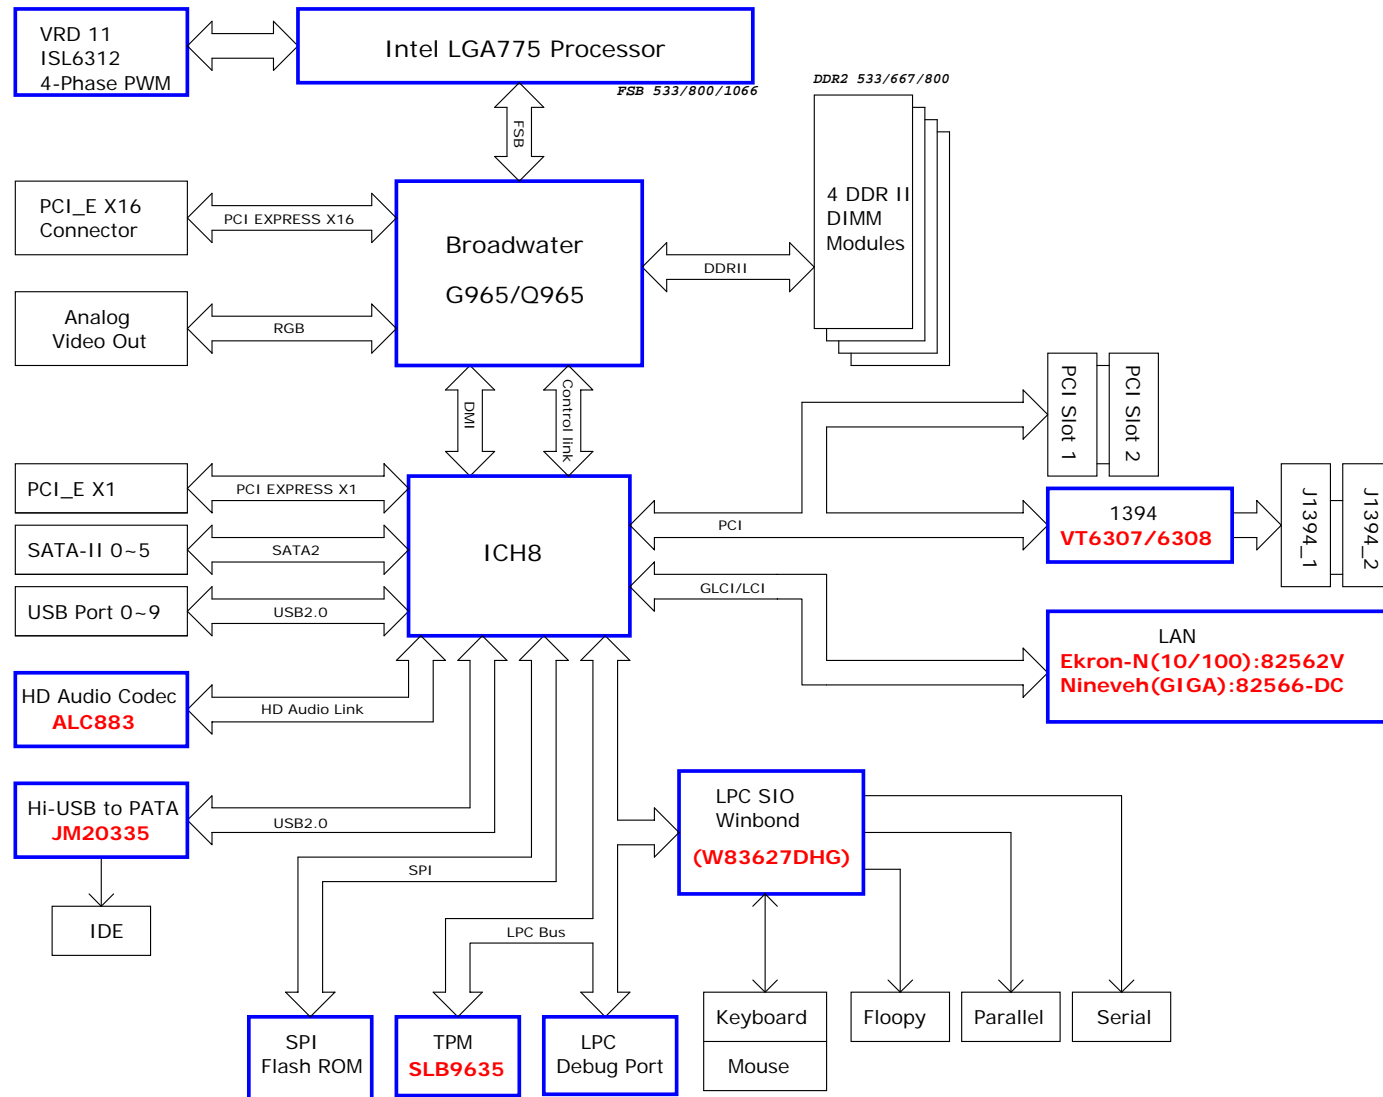 VRD 11
ISL6312
4-Phase PWM
Intel LGA775 Processor
FSB 533/800/1066
DDR2 533/667/800
FSB
PCI_E X16
Connector
PCI EXPRESS X16
Broadwater
G965/Q965
4 DDR II
DIMM
Modules
DDRII
Analog
Video Out
RGB
DMI
Control link
PCI Slot 1
PCI Slot 2
PCI_E X1
PCI EXPRESS X1
SATA-II 0~5
SATA2
USB Port 0~9
USB2.0
ICH8
PCI
1394
VT6307/6308
J1394_1
J1394_2
GLCI/LCI
LAN
Ekron-N(10/100):82562V
Nineveh(GIGA):82566-DC
HD Audio Codec
ALC883
HD Audio Link
Hi-USB to PATA
JM20335
USB2.0
IDE
SPI
LPC SIO
Winbond
(W83627DHG)
LPC Bus
SPI
Flash ROM
TPM
SLB9635
LPC
Debug Port
Keyboard
Mouse
Floopy
Parallel
Serial